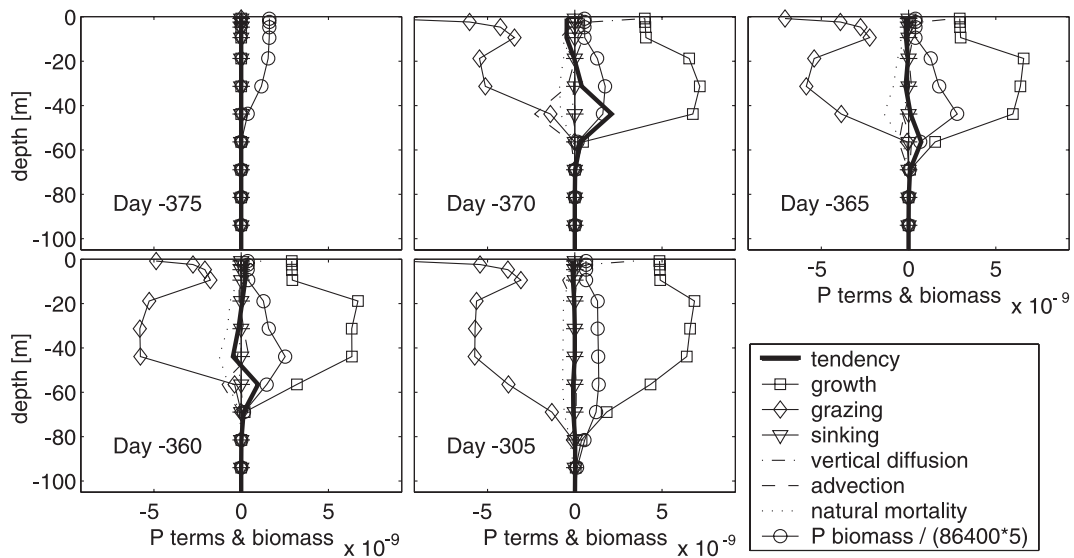 0
-20
-40
-60
-80
-100
depth [m]
Day -375
Day -370
Day -365
-5
0
5
P terms & biomass
x 10 -9
0
-20
-40
-60
-80
-100
depth [m]
Day -360
Day -305
-5
0
5
P terms & biomass
x 10 -9
-5
0
5
P terms & biomass
x 10 -9
tendency
growth
grazing
sinking
vertical diffusion
advection
natural mortality
P biomass / (86400*5)